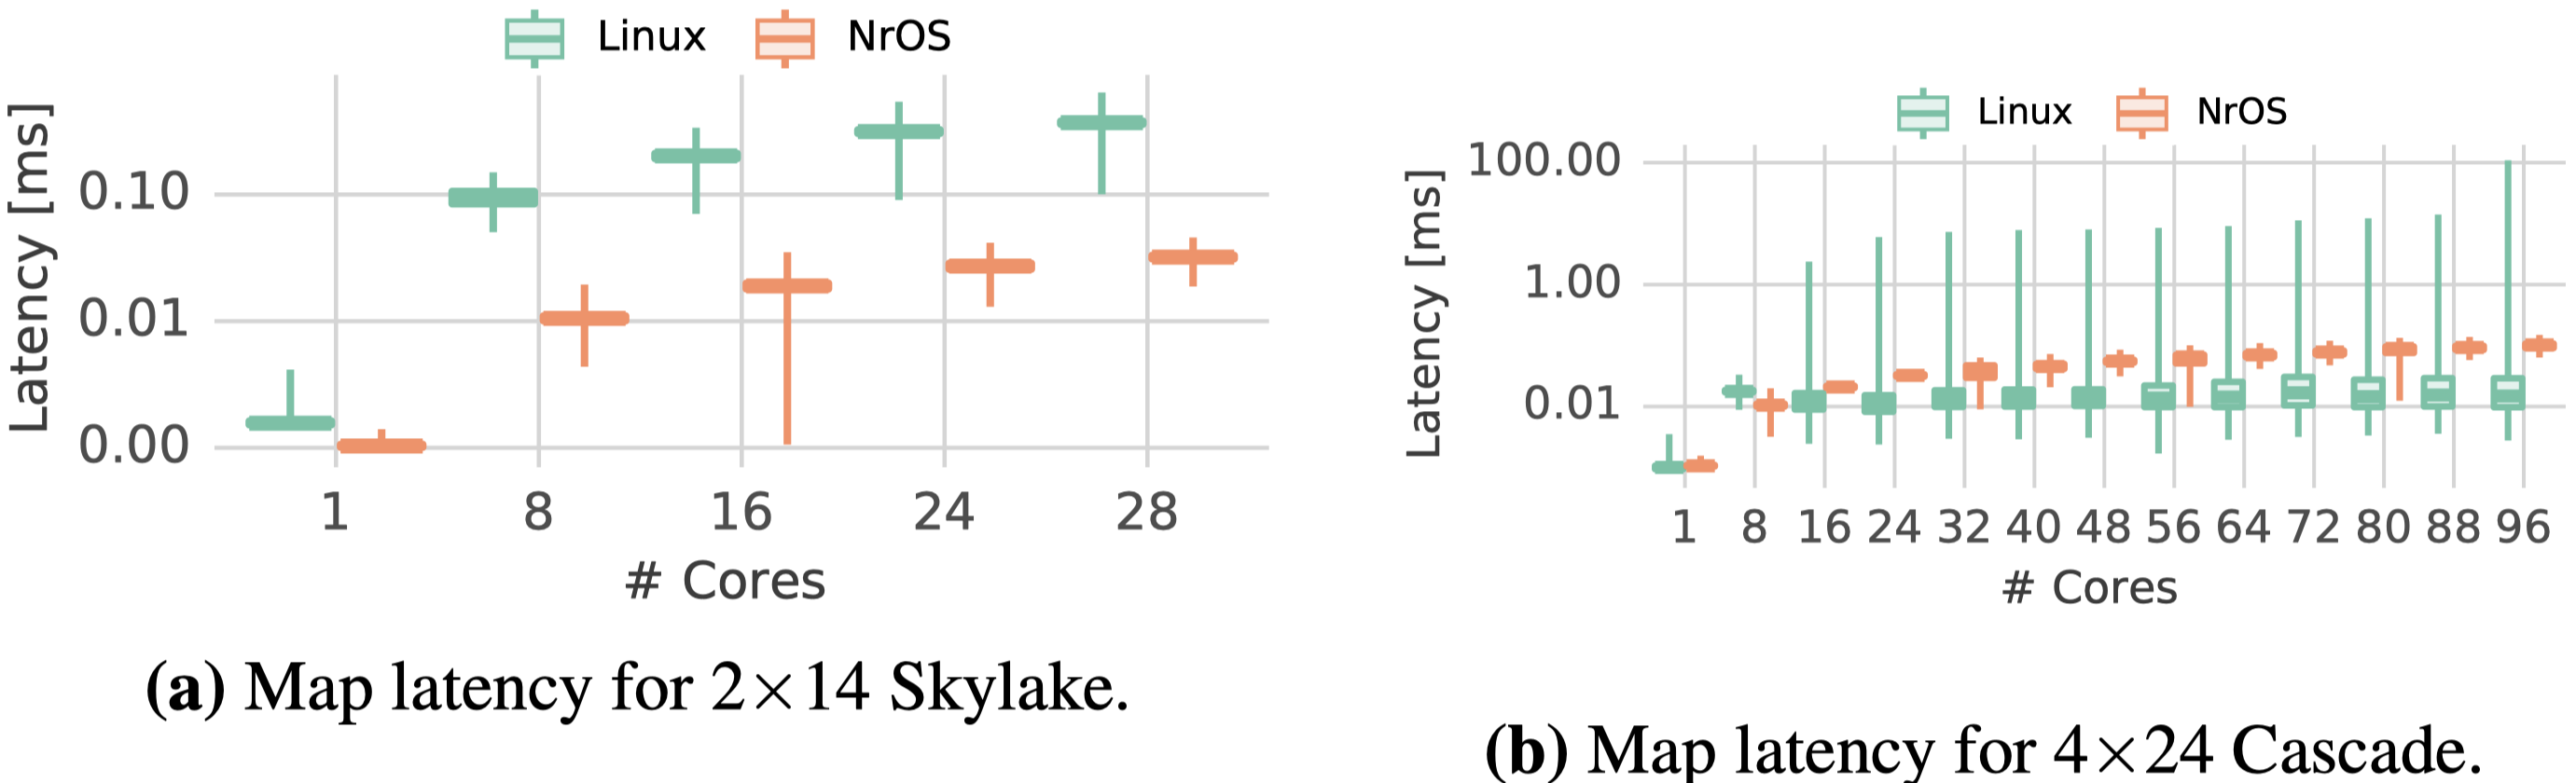 Linux NrOS
Latency [ms]
0.10
0.01
0.00
1 8 16 24 28
# Cores
(a) Map latency for 2×14 Skylake.
Linux NrOS
Latency [ms]
100.00
1.00
0.01
1 8 16 24 32 40 48 56 64 72 80 88 96
# Cores
(b) Map latency for 4×24 Cascade.